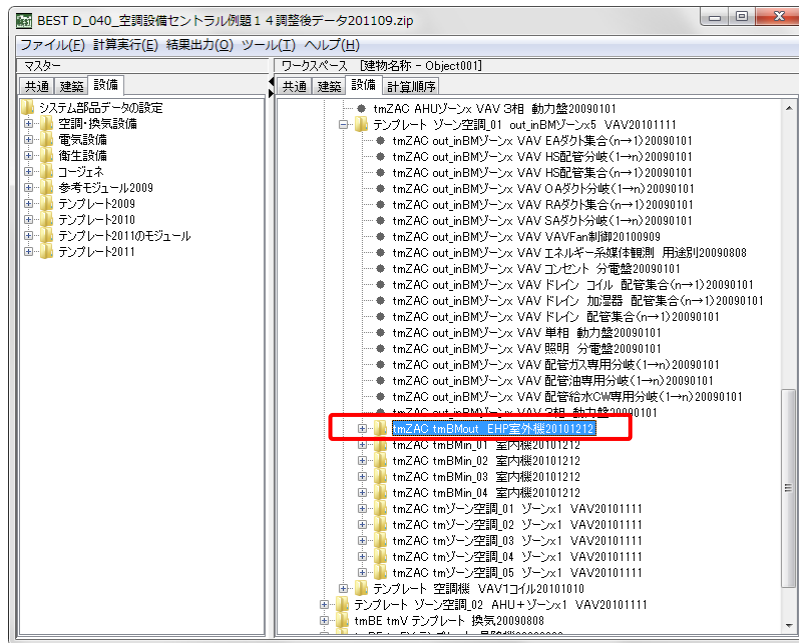 BEST D_040_空調設備セントラル例題14調整後データ201109.zip
ファイル(F) 計算実行(E) 結果出力(O) ツール(T) ヘルプ(H)
マスター
共通 建築 設備
システム部品データの設定
空調・換気設備
電気設備
衛生設備
コージェネ
参考モジュール2009
テンプレート2009
テンプレート2010
テンプレート2011のモジュール
テンプレート2011
ワークスペース [建物名称 - Object001]
共通 建築 設備 計算順序
tmZAC AHUゾーンx VAV 3相 動力盤20090101
テンプレート ゾーン空調_01 out_inBMゾーンx5 VAV20101111
tmZAC out_inBMゾーンx VAV EAダクト集合(n→1)20090101
tmZAC out_inBMゾーンx VAV HS配管分岐(1→n)20090101
tmZAC out_inBMゾーンx VAV HS配管集合(n→1)20090101
tmZAC out_inBMゾーンx VAV OAダクト分岐(1→n)20090101
tmZAC out_inBMゾーンx VAV RAダクト集合(n→1)20090101
tmZAC out_inBMゾーンx VAV SAダクト分岐(1→n)20090101
tmZAC out_inBMゾーンx VAV VAVFan制御20100909
tmZAC out_inBMゾーンx VAV エネルギー系媒体観測 用途別20090808
tmZAC out_inBMゾーンx VAV コンセント 分電盤20090101
tmZAC out_inBMゾーンx VAV ドレイン コイル 配管集合(n→1)20090101
tmZAC out_inBMゾーンx VAV ドレイン 加湿器 配管集合(n→1)20090101
tmZAC out_inBMゾーンx VAV ドレイン 配管集合(n→1)20090101
tmZAC out_inBMゾーンx VAV 単相 動力盤20090101
tmZAC out_inBMゾーンx VAV 照明 分電盤20090101
tmZAC out_inBMゾーンx VAV 配管ガス専用分岐(1→n)20090101
tmZAC out_inBMゾーンx VAV 配管油専用分岐(1→n)20090101
tmZAC out_inBMゾーンx VAV 配管給水CW専用分岐(1→n)20090101
tmZAC out_inBMゾーンx VAV 3相 動力盤20090101
tmZAC tmBMout EHP室外機20101212
tmZAC tmBMin_01 室内機20101212
tmZAC tmBMin_02 室内機20101212
tmZAC tmBMin_03 室内機20101212
tmZAC tmBMin_04 室内機20101212
tmZAC tmゾーン空調_01 ゾーンx1 VAV20101111
tmZAC tmゾーン空調_02 ゾーンx1 VAV20101111
tmZAC tmゾーン空調_03 ゾーンx1 VAV20101111
tmZAC tmゾーン空調_04 ゾーンx1 VAV20101111
tmZAC tmゾーン空調_05 ゾーンx1 VAV20101111
テンプレート 空調機 VAV1コイル20101010
テンプレート ゾーン空調_02 AHU+ゾーンx1 VAV20101111
tmBE tmV テンプレート 換気20090808